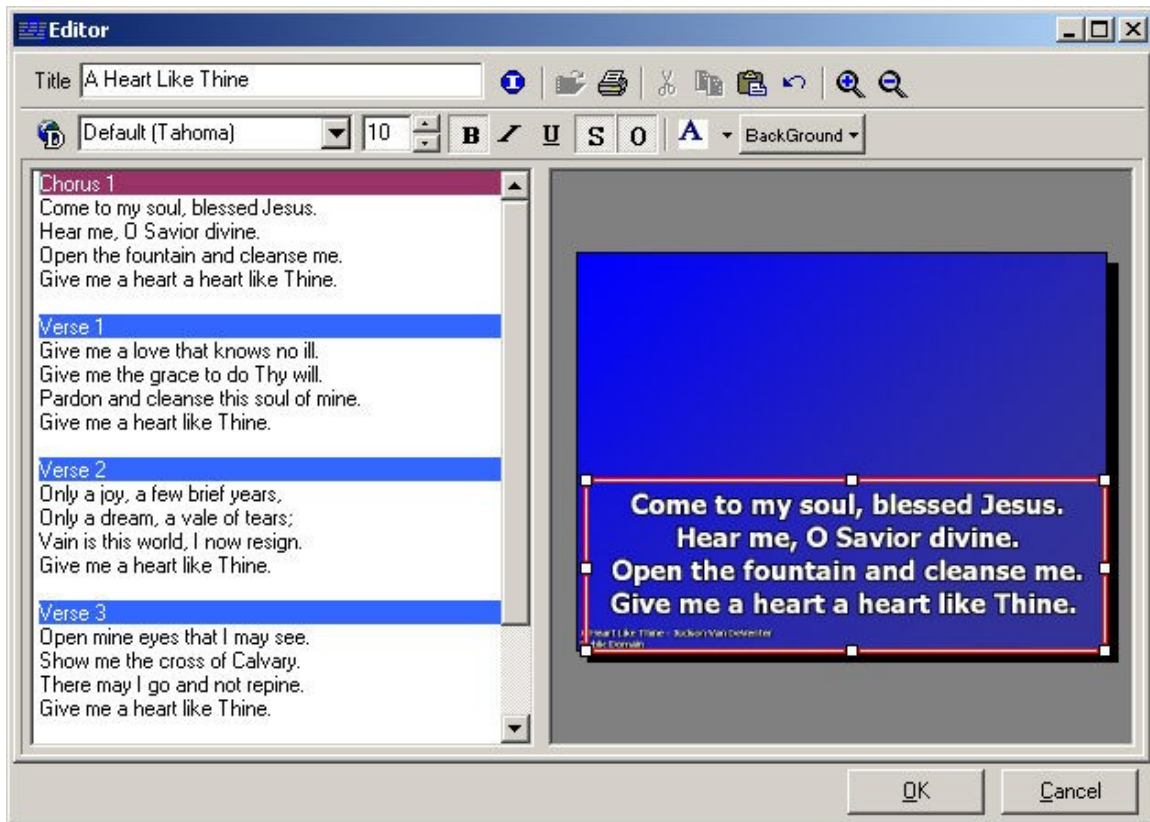 Editor
Title A Heart Like Thine
Default (Tahoma) 10 B I U S O A BackGround
Chorus 1
Come to my soul, blessed Jesus.
Hear me, O Savior divine.
Open the fountain and cleanse me.
Give me a heart a heart like Thine.
Verse 1
Give me a love that knows no ill.
Give me the grace to do Thy will.
Pardon and cleanse this soul of mine.
Give me a heart like Thine.
Verse 2
Only a joy, a few brief years,
Only a dream, a vale of tears;
Vain is this world, I now resign.
Give me a heart like Thine.
Verse 3
Open mine eyes that I may see.
Show me the cross of Calvary.
There may I go and not repine.
Give me a heart like Thine.
Come to my soul, blessed Jesus.
Hear me, O Savior divine.
Open the fountain and cleanse me.
Give me a heart a heart like Thine.
Heart Like Thine - Judson Van DeVenter
Domain
OK Cancel